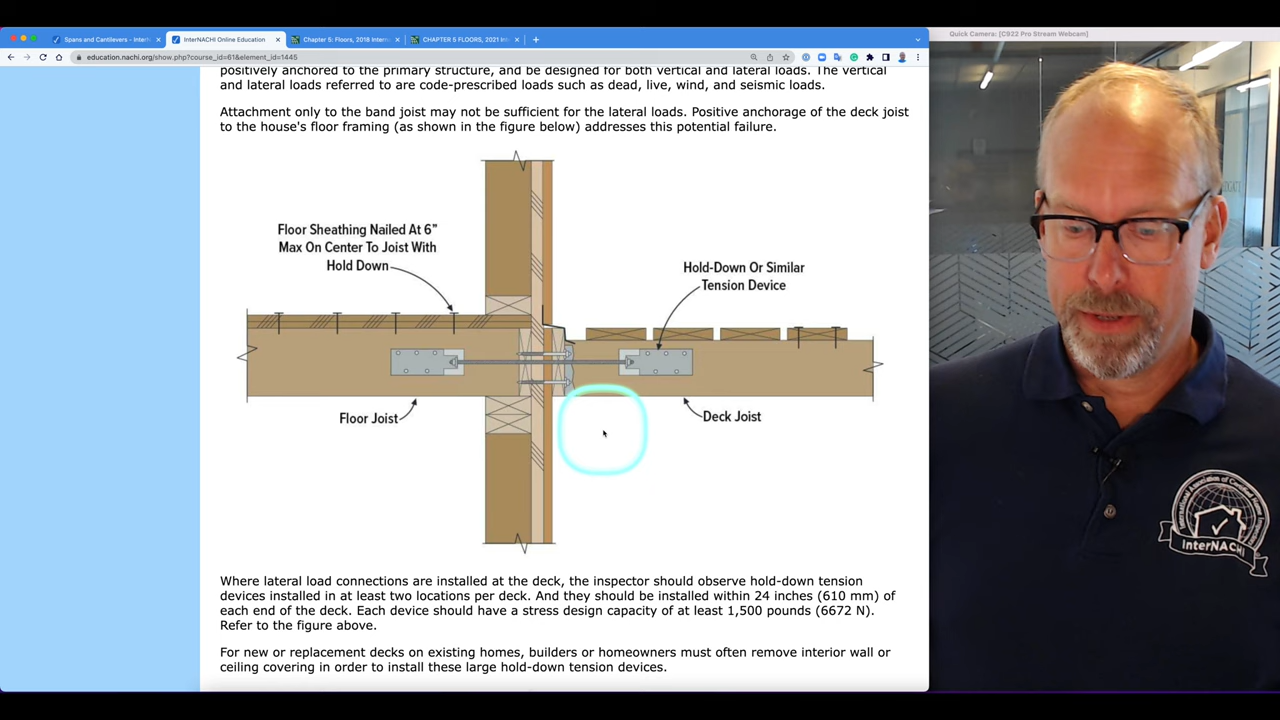 Quick Camera: [C922 Pro Stream Webcam]
Spans and Cantilevers - InterN
InterNACHI Online Education
Chapter 5: Floors, 2018 Intern
CHAPTER 5 FLOORS, 2021 Int
education.nachi.org/show.php?course_id=61&element_id=1445
positively anchored to the primary structure, and be designed for both vertical and lateral loads. The vertical
and lateral loads referred to are code-prescribed loads such as dead, live, wind, and seismic loads.
Attachment only to the band joist may not be sufficient for the lateral loads. Positive anchorage of the deck joist
to the house's floor framing (as shown in the figure below) addresses this potential failure.
Floor Sheathing Nailed At 6"
Max On Center To Joist With
Hold Down
Hold-Down Or Similar
Tension Device
Floor Joist
Deck Joist
Where lateral load connections are installed at the deck, the inspector should observe hold-down tension
devices installed in at least two locations per deck. And they should be installed within 24 inches (610 mm) of
each end of the deck. Each device should have a stress design capacity of at least 1,500 pounds (6672 N).
Refer to the figure above.
For new or replacement decks on existing homes, builders or homeowners must often remove interior wall or
ceiling covering in order to install these large hold-down tension devices.
International Association of Certified Home Inspectors
InterNACHI